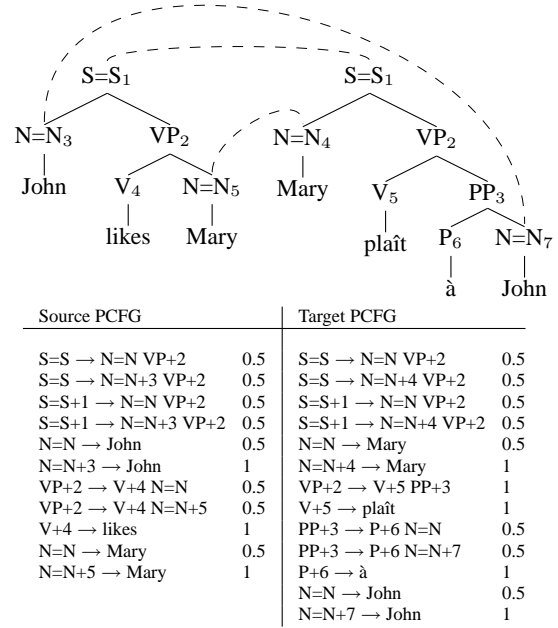 S=S₁ S=S₁
N=N₃ VP₂ N=N₄ VP₂
John V₄ N=N₅ Mary V₅ PP₃
likes Mary plaît P₆ N=N₇
à John
Source PCFG Target PCFG
S=S → N=N VP+2 0.5 S=S → N=N VP+2 0.5
S=S → N=N+3 VP+2 0.5 S=S → N=N+4 VP+2 0.5
S=S+1 → N=N VP+2 0.5 S=S+1 → N=N VP+2 0.5
S=S+1 → N=N+3 VP+2 0.5 S=S+1 → N=N+4 VP+2 0.5
N=N → John 0.5 N=N → Mary 0.5
N=N+3 → John 1 N=N+4 → Mary 1
VP+2 → V+4 N=N 0.5 VP+2 → V+5 PP+3 1
VP+2 → V+4 N=N+5 0.5 V+5 → plaît 1
V+4 → likes 1 PP+3 → P+6 N=N 0.5
N=N → Mary 0.5 PP+3 → P+6 N=N+7 0.5
N=N+5 → Mary 1 P+6 → à 1
N=N → John 0.5
N=N+7 → John 1